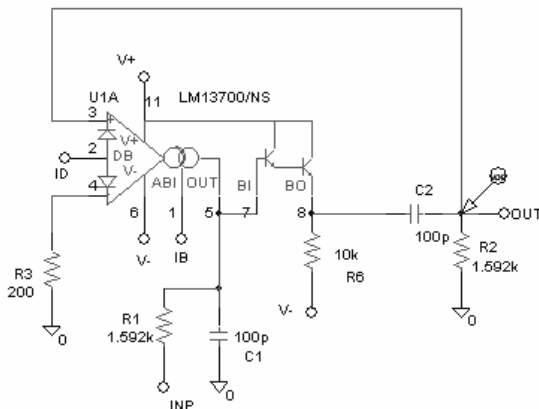 V+
U1A
11
LM13700/NS
3
+
V+
2
DB
ID
V-
4
-
ABI
OUT
BI
BO
6
1
5
7
8
C2
100p
OUT
V-
IB
R3
200
10k
R6
R2
1.592k
R1
1.592k
100p
C1
V-
0
0
0
INP